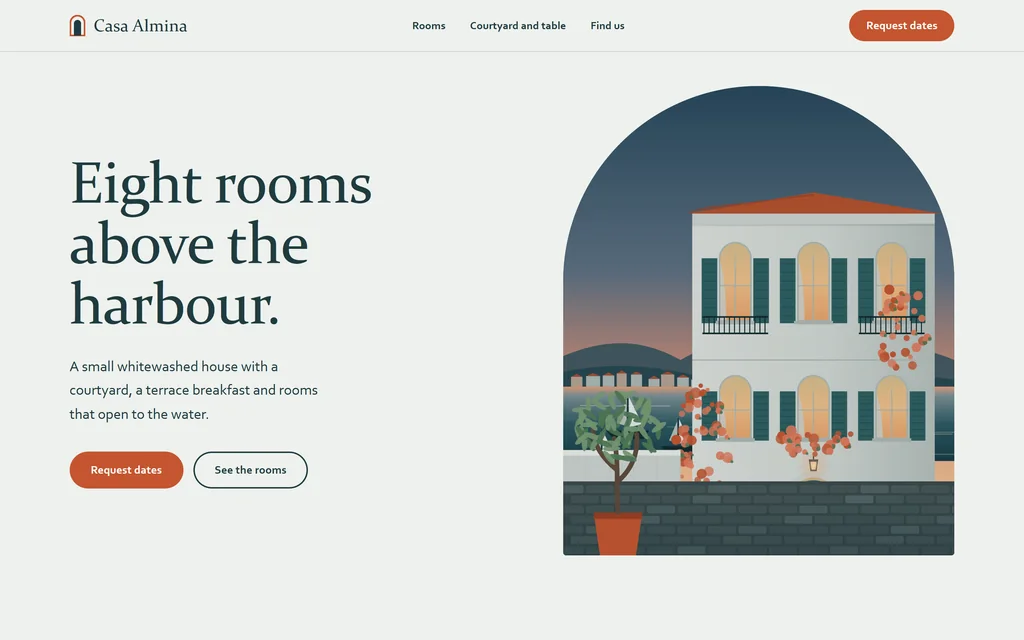 Casa Almina
Rooms
Courtyard and table
Find us
Request dates
Eight rooms
above the
harbour.
A small whitewashed house with a
courtyard, a terrace breakfast and rooms
that open to the water.
Request dates
See the rooms